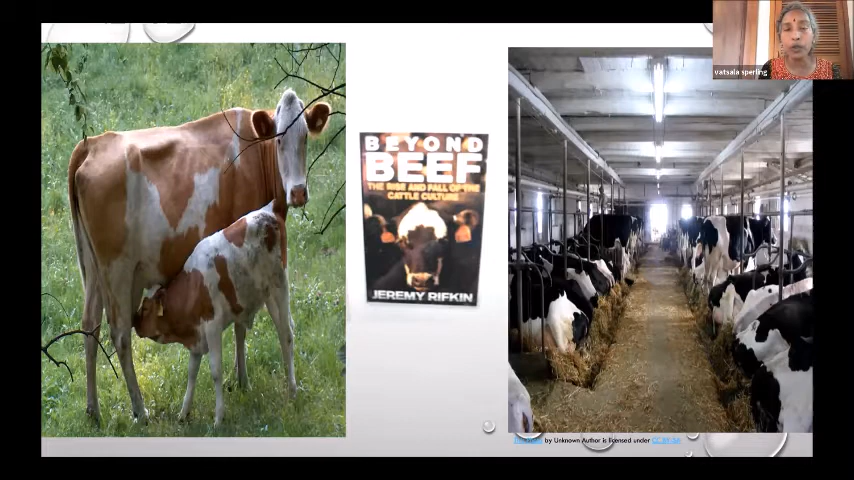 vatsala sperling
BEYOND
BEEF
THE RISE AND FALL OF THE
CATTLE CULTURE
JEREMY RIFKIN
by Unknown Author is licensed under